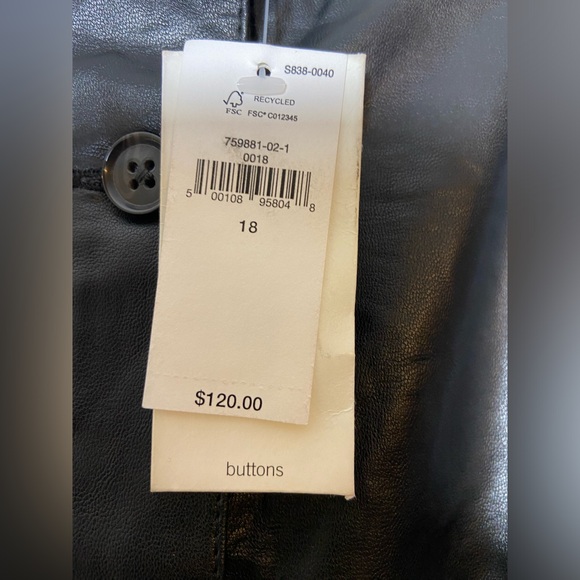 S838-0040
RECYCLED
FSC FSC® C012345
759881-02-1
0018
5 00108 95804 8
18
$120.00
buttons